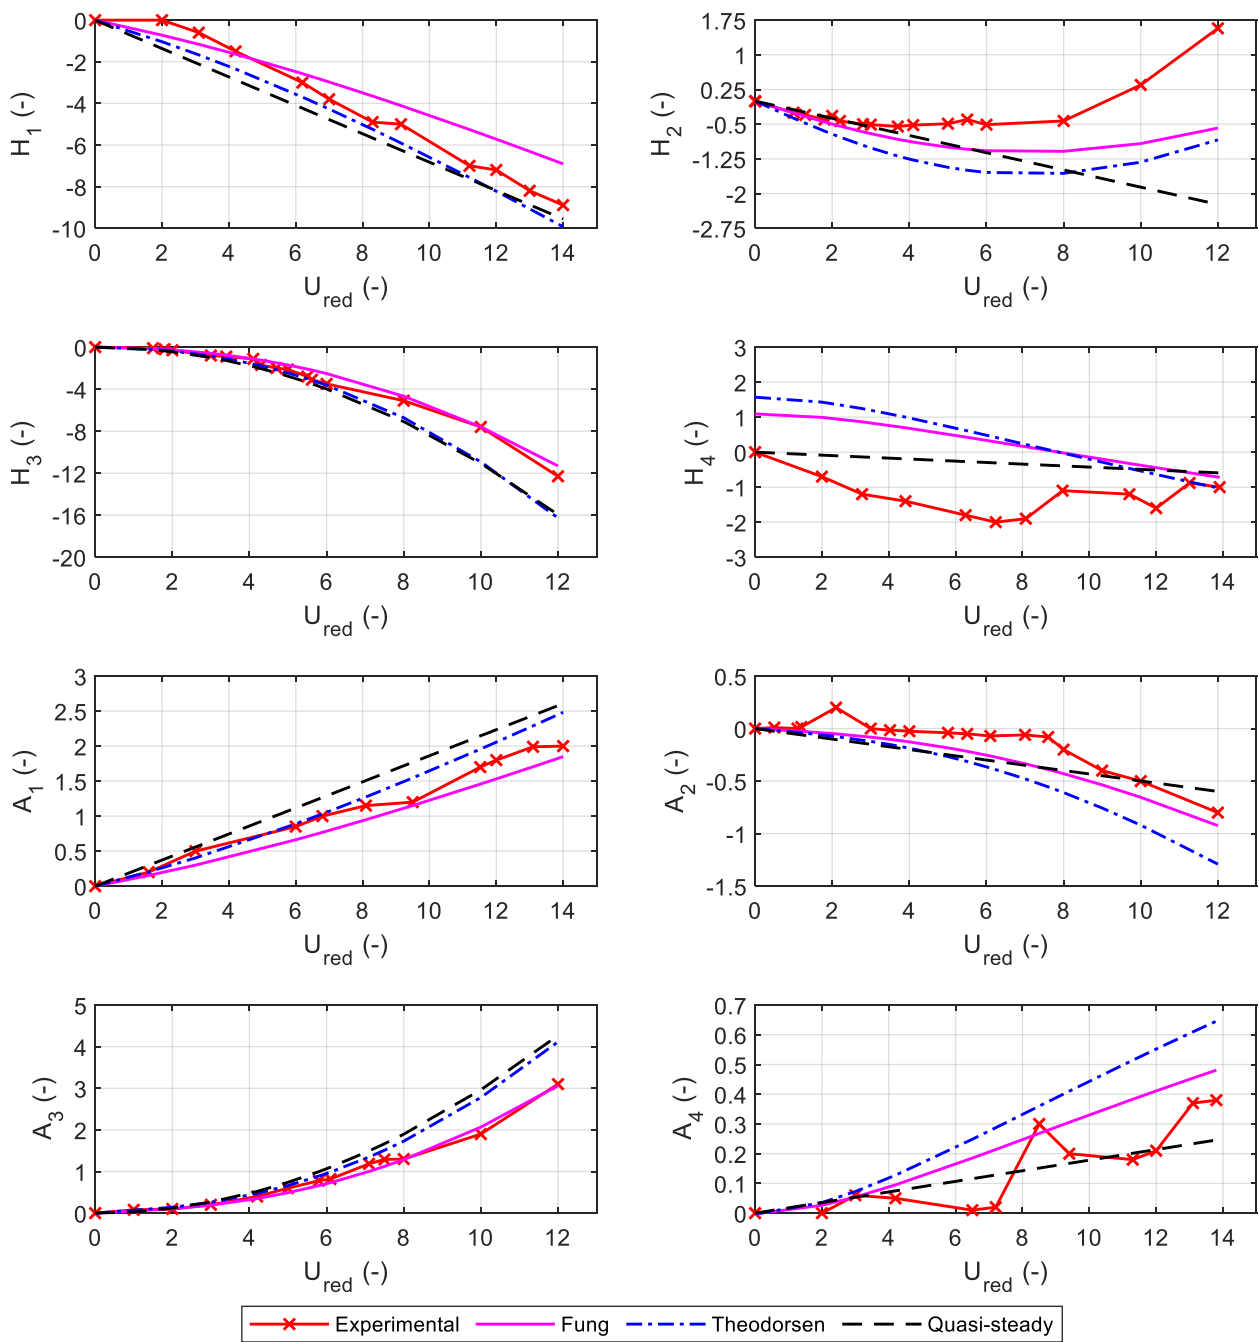 0
-2
-4
-6
-8
-10
H1 (-)
0 2 4 6 8 10 12 14
Ured (-)
1.75
1
0.25
-0.5
-1.25
-2
-2.75
H2 (-)
0 2 4 6 8 10 12
Ured (-)
0
-4
-8
-12
-16
-20
H3 (-)
0 2 4 6 8 10 12
Ured (-)
3
2
1
0
-1
-2
-3
H4 (-)
0 2 4 6 8 10 12 14
Ured (-)
3
2.5
2
1.5
1
0.5
0
A1 (-)
0 2 4 6 8 10 12 14
Ured (-)
0.5
0
-0.5
-1
-1.5
A2 (-)
0 2 4 6 8 10 12
Ured (-)
5
4
3
2
1
0
A3 (-)
0 2 4 6 8 10 12
Ured (-)
0.7
0.6
0.5
0.4
0.3
0.2
0.1
0
A4 (-)
0 2 4 6 8 10 12 14
Ured (-)
Experimental Fung Theodorsen Quasi-steady